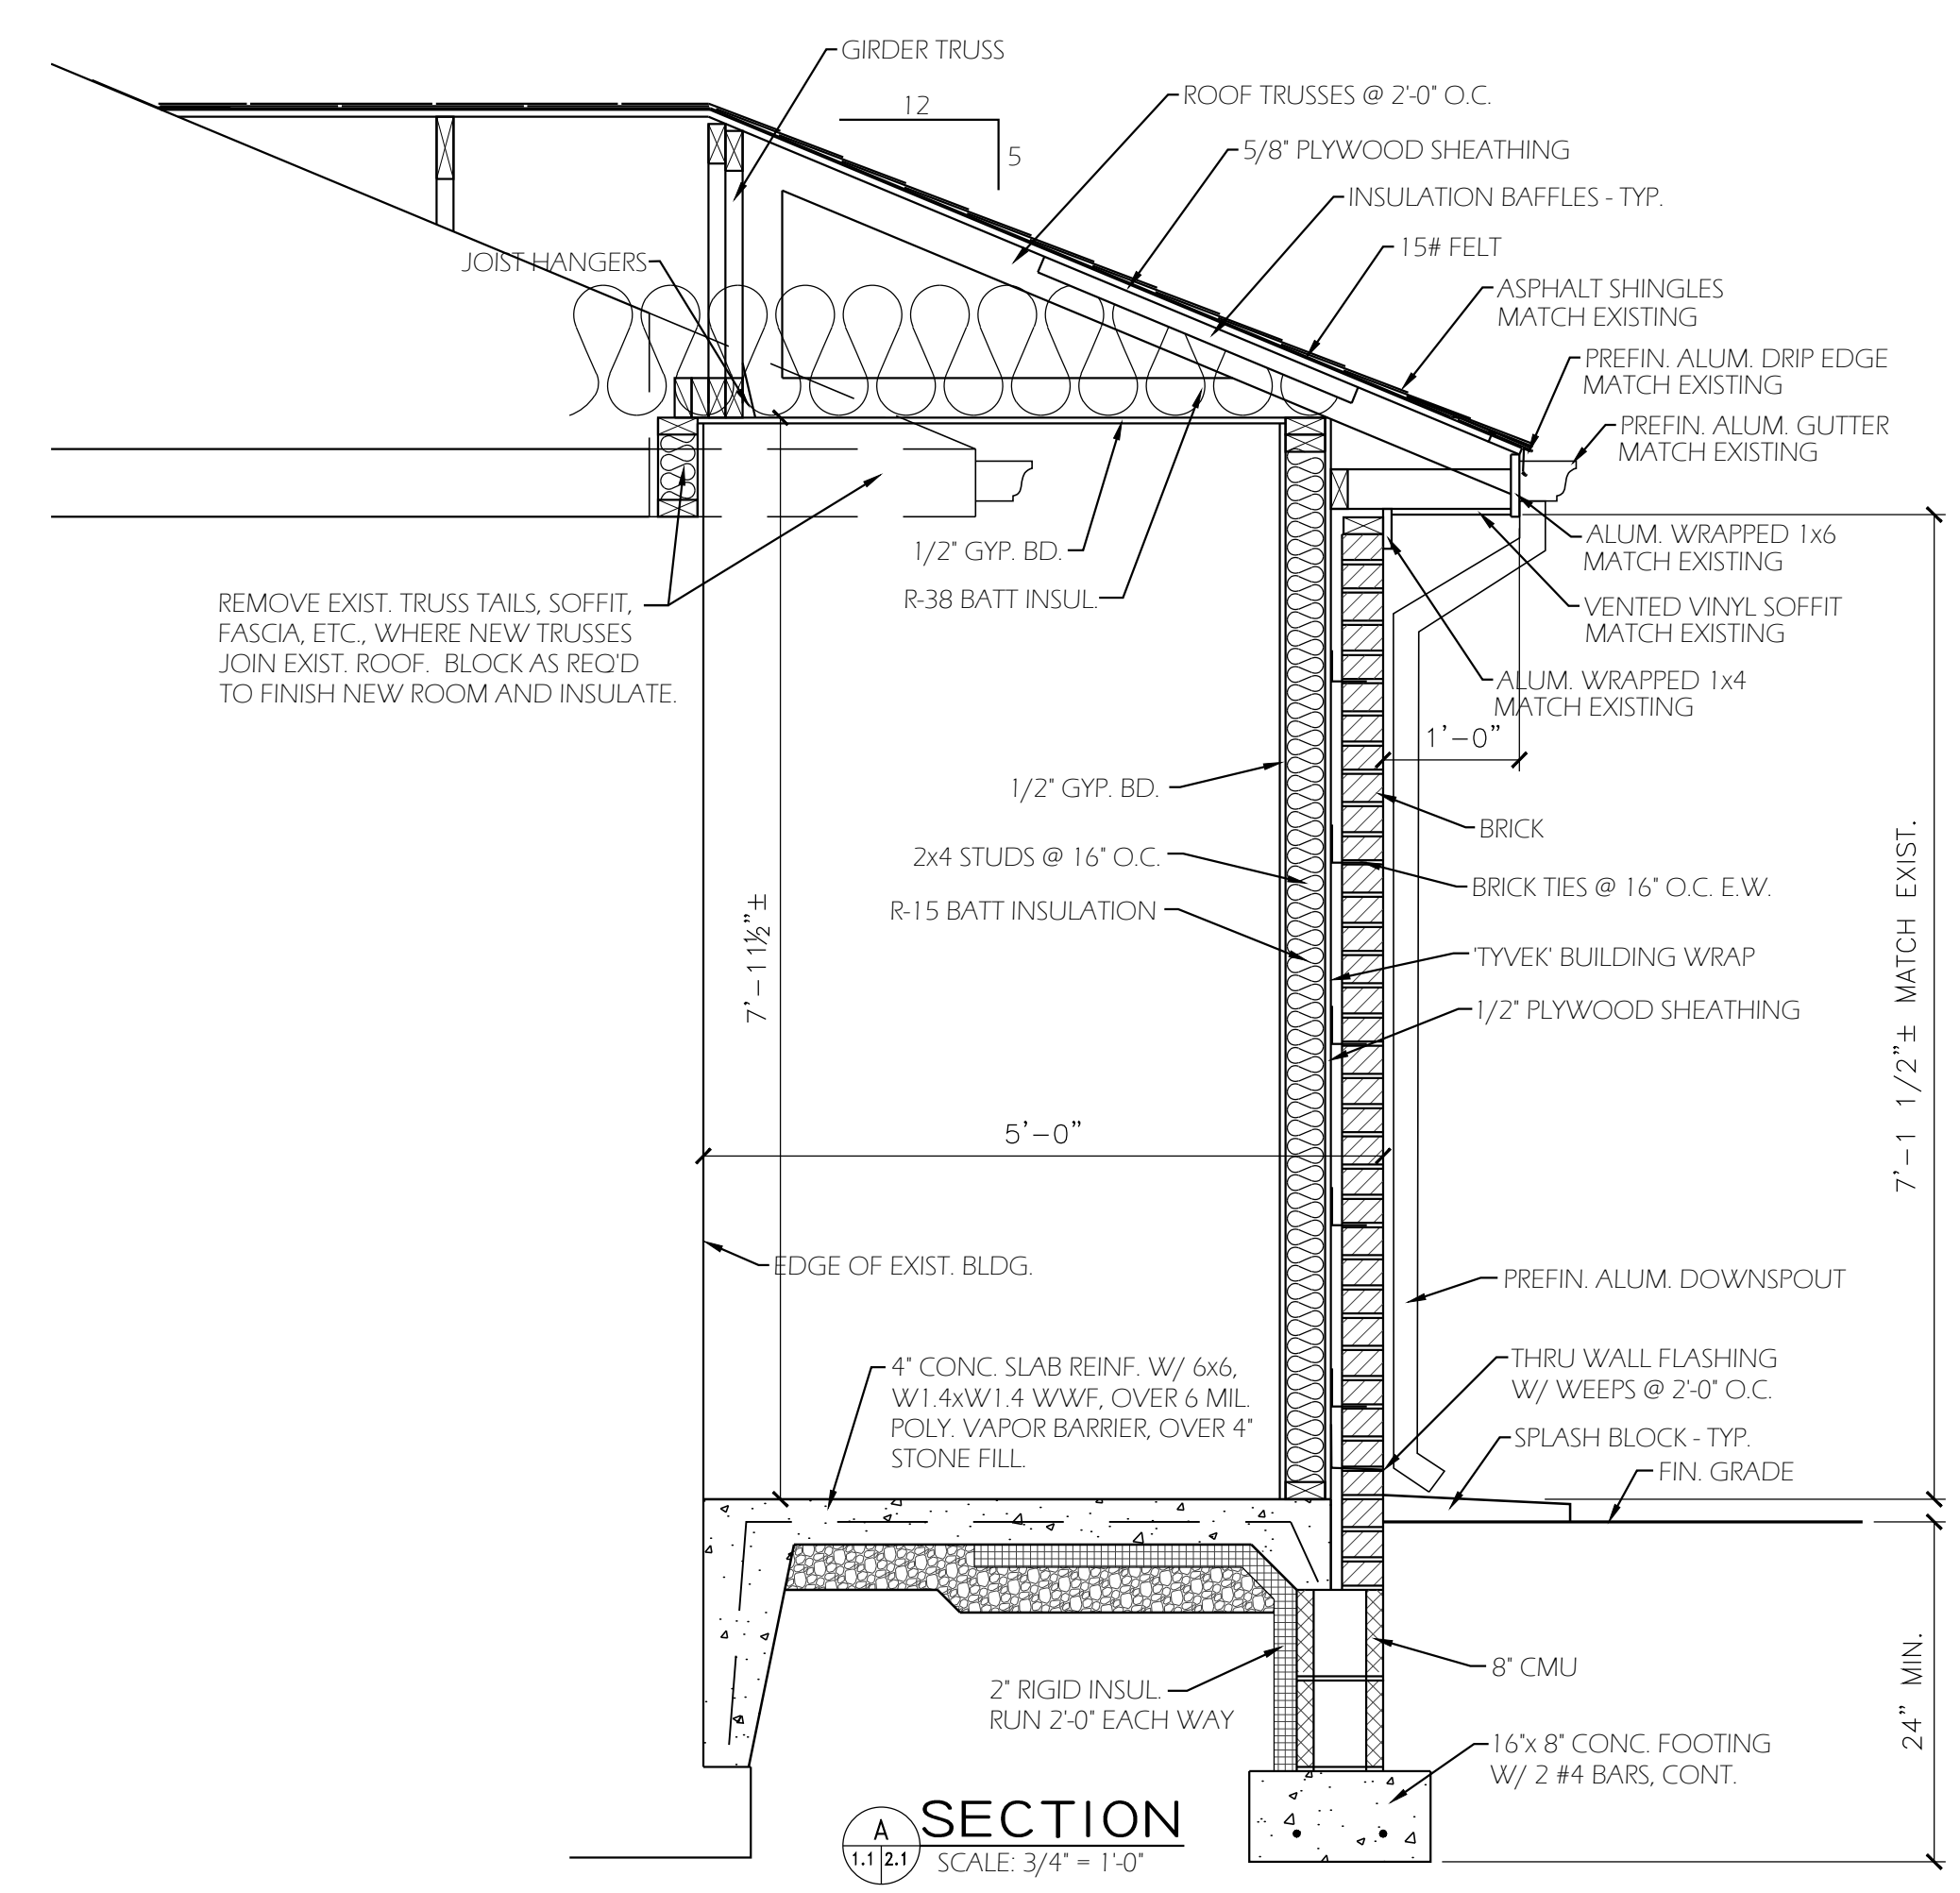 GIRDER TRUSS
12
5
ROOF TRUSSES @ 2'-0" O.C.
5/8" PLYWOOD SHEATHING
INSULATION BAFFLES - TYP.
15# FELT
JOIST HANGERS
ASPHALT SHINGLES
MATCH EXISTING
PREFIN. ALUM. DRIP EDGE
MATCH EXISTING
PREFIN. ALUM. GUTTER
MATCH EXISTING
ALUM. WRAPPED 1x6
MATCH EXISTING
VENTED VINYL SOFFIT
MATCH EXISTING
ALUM. WRAPPED 1x4
MATCH EXISTING
1'-0"
1/2" GYP. BD.
R-38 BATT INSUL.
REMOVE EXIST. TRUSS TAILS, SOFFIT,
FASCIA, ETC., WHERE NEW TRUSSES
JOIN EXIST. ROOF. BLOCK AS REQ'D
TO FINISH NEW ROOM AND INSULATE.
1/2" GYP. BD.
2x4 STUDS @ 16" O.C.
R-15 BATT INSULATION
BRICK
BRICK TIES @ 16" O.C. E.W.
'TYVEK' BUILDING WRAP
1/2" PLYWOOD SHEATHING
7'-11½"±
7'-1 1/2"± MATCH EXIST.
5'-0"
EDGE OF EXIST. BLDG.
PREFIN. ALUM. DOWNSPOUT
4" CONC. SLAB REINF. W/ 6x6,
W1.4xW1.4 WWF, OVER 6 MIL.
POLY. VAPOR BARRIER, OVER 4"
STONE FILL.
THRU WALL FLASHING
W/ WEEPS @ 2'-0" O.C.
SPLASH BLOCK - TYP.
FIN. GRADE
2" RIGID INSUL.
RUN 2'-0" EACH WAY
8" CMU
16"x 8" CONC. FOOTING
W/ 2 #4 BARS, CONT.
24" MIN.
A
1.1 2.1
SECTION
SCALE: 3/4" = 1'-0"